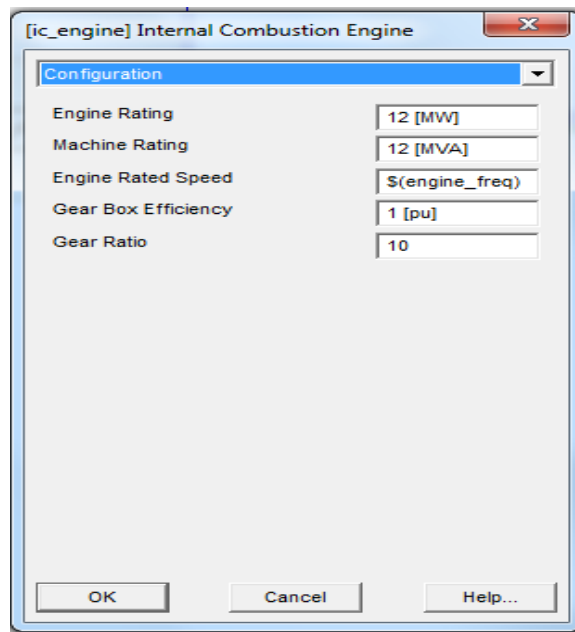 [ic_engine] Internal Combustion Engine
Configuration
Engine Rating 12 [MW]
Machine Rating 12 [MVA]
Engine Rated Speed $(engine_freq)
Gear Box Efficiency 1 [pu]
Gear Ratio 10
OK Cancel Help...